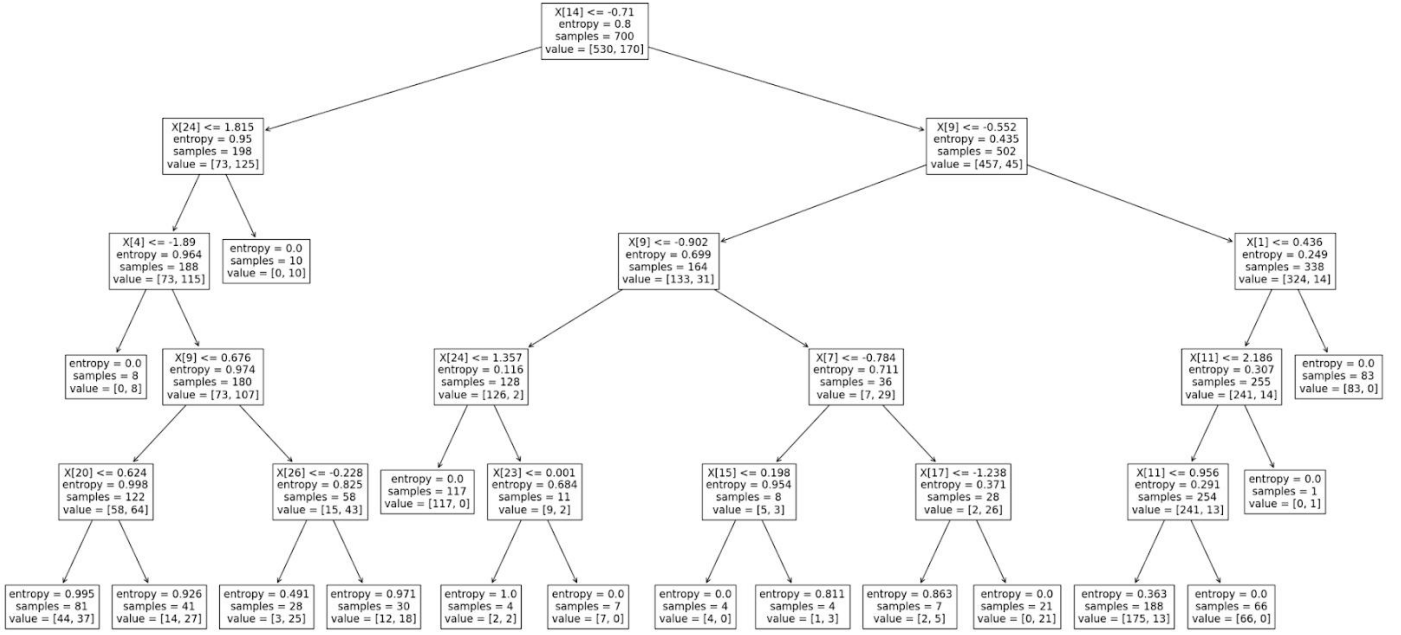 X[14] <= -0.71
entropy = 0.8
samples = 700
value = [530, 170]
X[24] <= 1.815
entropy = 0.95
samples = 198
value = [73, 125]
X[9] <= -0.552
entropy = 0.435
samples = 502
value = [457, 45]
X[4] <= -1.89
entropy = 0.964
samples = 188
value = [73, 115]
entropy = 0.0
samples = 10
value = [0, 10]
X[9] <= -0.902
entropy = 0.699
samples = 164
value = [133, 31]
X[1] <= 0.436
entropy = 0.249
samples = 338
value = [324, 14]
entropy = 0.0
samples = 8
value = [0, 8]
X[9] <= 0.676
entropy = 0.974
samples = 180
value = [73, 107]
X[24] <= 1.357
entropy = 0.116
samples = 128
value = [126, 2]
X[7] <= -0.784
entropy = 0.711
samples = 36
value = [7, 29]
X[11] <= 2.186
entropy = 0.307
samples = 255
value = [241, 14]
entropy = 0.0
samples = 83
value = [83, 0]
X[20] <= 0.624
entropy = 0.998
samples = 122
value = [58, 64]
X[26] <= -0.228
entropy = 0.825
samples = 58
value = [15, 43]
entropy = 0.0
samples = 117
value = [117, 0]
X[23] <= 0.001
entropy = 0.684
samples = 11
value = [9, 2]
X[15] <= 0.198
entropy = 0.954
samples = 8
value = [5, 3]
X[17] <= -1.238
entropy = 0.371
samples = 28
value = [2, 26]
X[11] <= 0.956
entropy = 0.291
samples = 254
value = [241, 13]
entropy = 0.0
samples = 1
value = [0, 1]
entropy = 0.995
samples = 81
value = [44, 37]
entropy = 0.926
samples = 41
value = [14, 27]
entropy = 0.491
samples = 28
value = [3, 25]
entropy = 0.971
samples = 30
value = [12, 18]
entropy = 1.0
samples = 4
value = [2, 2]
entropy = 0.0
samples = 7
value = [7, 0]
entropy = 0.0
samples = 4
value = [4, 0]
entropy = 0.811
samples = 4
value = [1, 3]
entropy = 0.863
samples = 7
value = [2, 5]
entropy = 0.0
samples = 21
value = [0, 21]
entropy = 0.363
samples = 188
value = [175, 13]
entropy = 0.0
samples = 66
value = [66, 0]